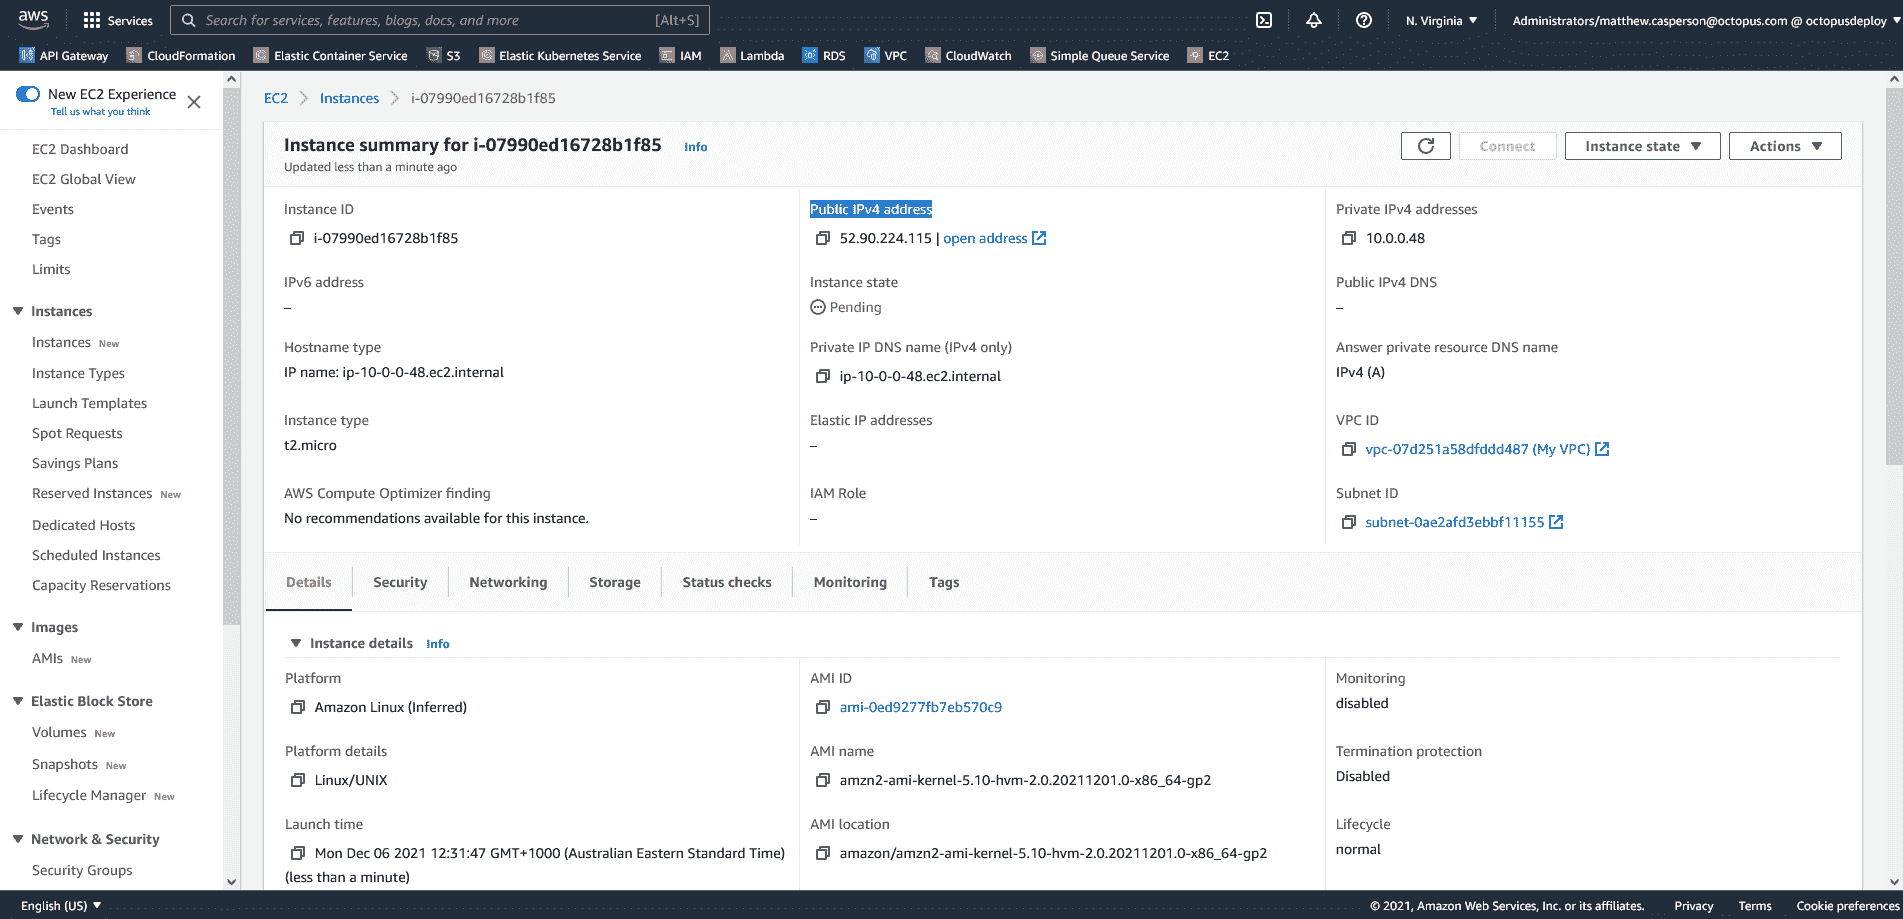 aws Services Search for services, features, blogs, docs, and more [Alt+S] N. Virginia Administrators/matthew.casperson@octopus.com @ octopusdeploy
API Gateway CloudFormation Elastic Container Service S3 Elastic Kubernetes Service IAM Lambda RDS VPC CloudWatch Simple Queue Service EC2
New EC2 Experience
Tell us what you think
EC2 Dashboard
EC2 Global View
Events
Tags
Limits
Instances
Instances New
Instance Types
Launch Templates
Spot Requests
Savings Plans
Reserved Instances New
Dedicated Hosts
Scheduled Instances
Capacity Reservations
Images
AMIs New
Elastic Block Store
Volumes New
Snapshots New
Lifecycle Manager New
Network & Security
Security Groups
EC2 Instances i-07990ed16728b1f85
Instance summary for i-07990ed16728b1f85 Info
Updated less than a minute ago
Connect Instance state Actions
Instance ID
i-07990ed16728b1f85
Public IPv4 address
52.90.224.115 | open address
Private IPv4 addresses
10.0.0.48
IPv6 address
–
Instance state
Pending
Public IPv4 DNS
–
Hostname type
IP name: ip-10-0-0-48.ec2.internal
Private IP DNS name (IPv4 only)
ip-10-0-0-48.ec2.internal
Answer private resource DNS name
IPv4 (A)
Instance type
t2.micro
Elastic IP addresses
–
VPC ID
vpc-07d251a58dfddd487 (My VPC)
AWS Compute Optimizer finding
No recommendations available for this instance.
IAM Role
–
Subnet ID
subnet-0ae2afd3ebbf11155
Details Security Networking Storage Status checks Monitoring Tags
Instance details Info
Platform
Amazon Linux (Inferred)
AMI ID
ami-0ed9277fb7eb570c9
Monitoring
disabled
Platform details
Linux/UNIX
AMI name
amzn2-ami-kernel-5.10-hvm-2.0.20211201.0-x86_64-gp2
Termination protection
Disabled
Launch time
Mon Dec 06 2021 12:31:47 GMT+1000 (Australian Eastern Standard Time)
(less than a minute)
AMI location
amazon/amzn2-ami-kernel-5.10-hvm-2.0.20211201.0-x86_64-gp2
Lifecycle
normal
English (US) © 2021, Amazon Web Services, Inc. or its affiliates. Privacy Terms Cookie preferences